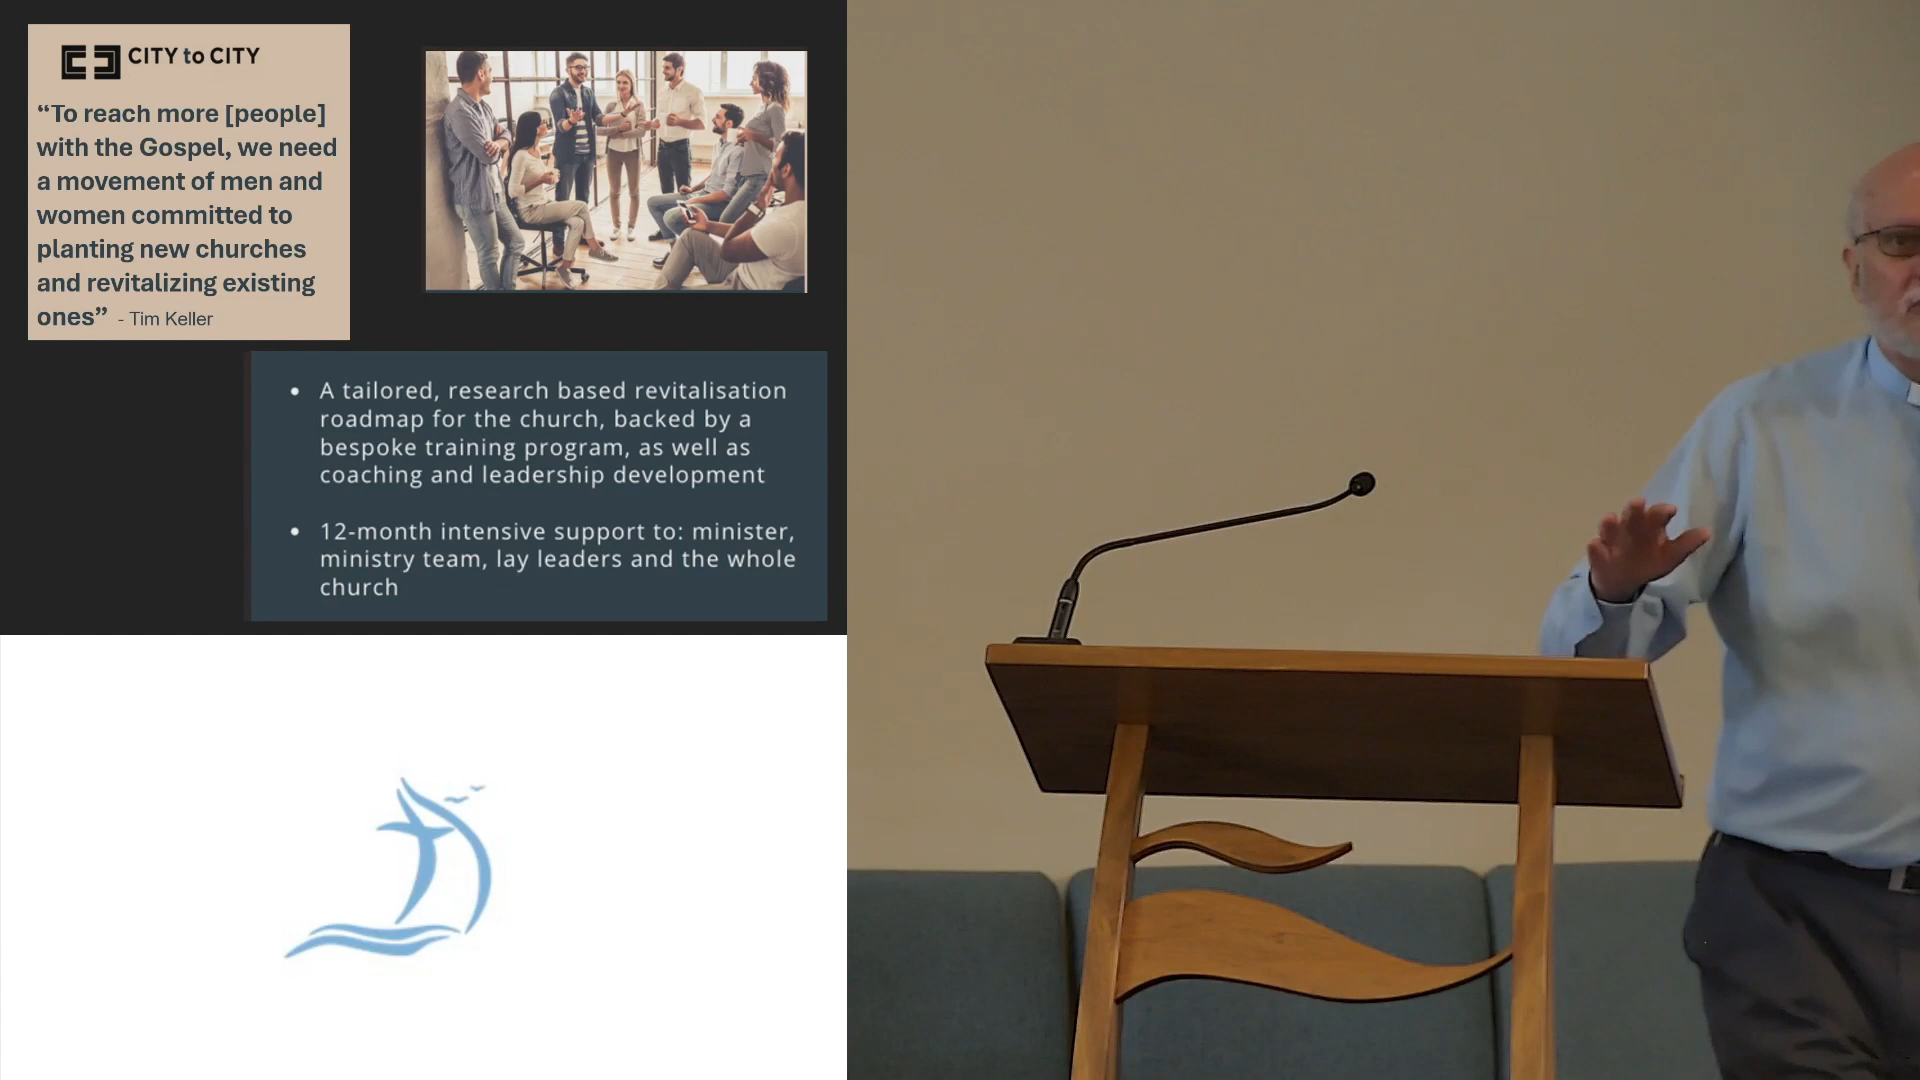 CITY to CITY
“To reach more [people]
with the Gospel, we need
a movement of men and
women committed to
planting new churches
and revitalizing existing
ones” - Tim Keller
• A tailored, research based revitalisation
roadmap for the church, backed by a
bespoke training program, as well as
coaching and leadership development
• 12-month intensive support to: minister,
ministry team, lay leaders and the whole
church